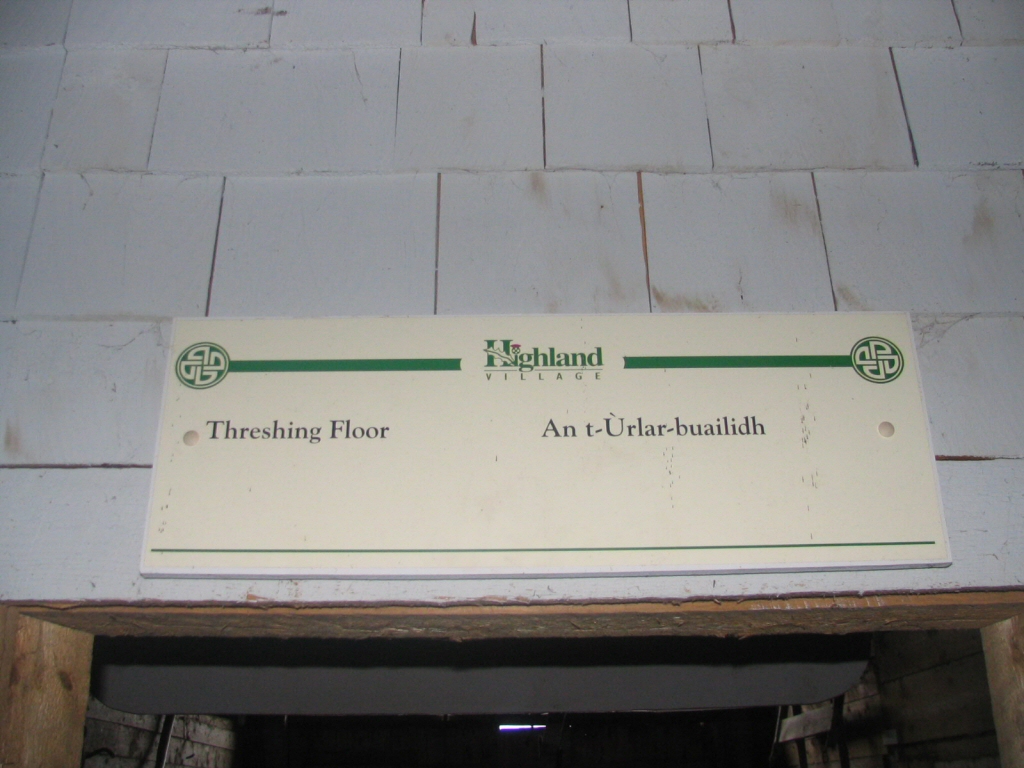 Highland
VILLAGE
Threshing Floor
An t-Ùrlar-buailidh